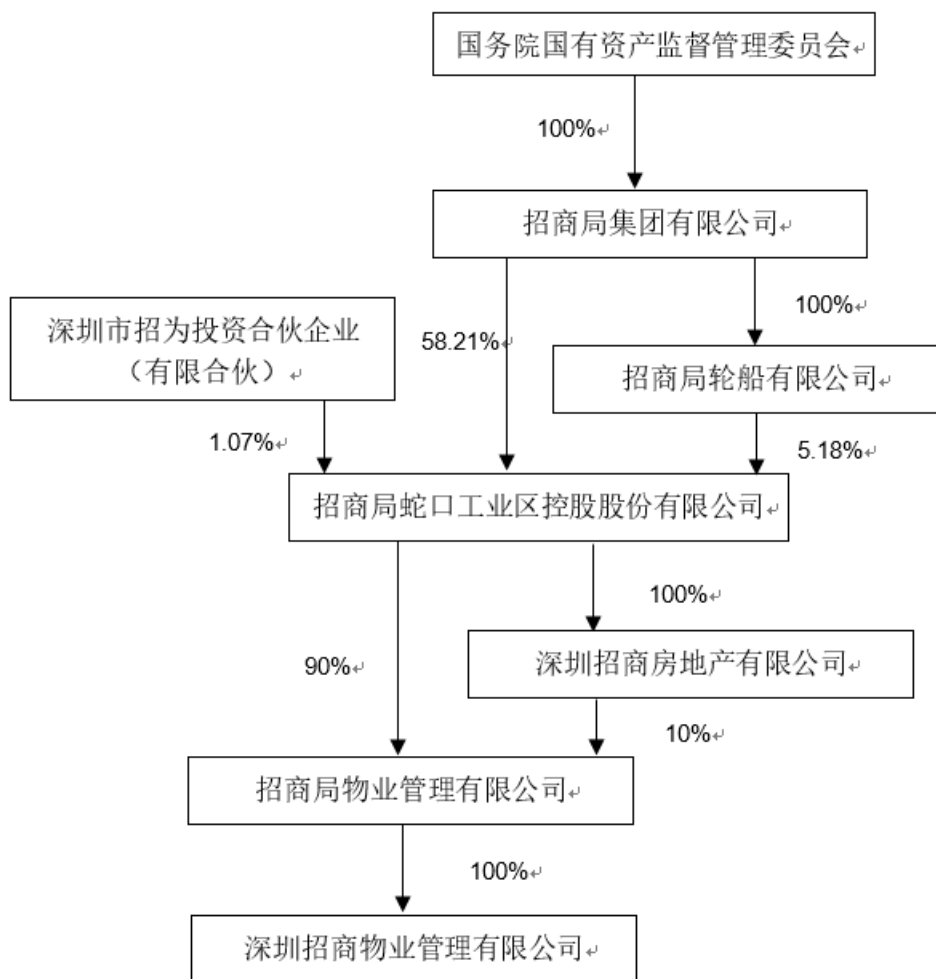 国务院国有资产监督管理委员会
100%
招商局集团有限公司
深圳市招为投资合伙企业
（有限合伙）
58.21%
100%
招商局轮船有限公司
1.07%
5.18%
招商局蛇口工业区控股股份有限公司
100%
90%
深圳招商房地产有限公司
10%
招商局物业管理有限公司
100%
深圳招商物业管理有限公司